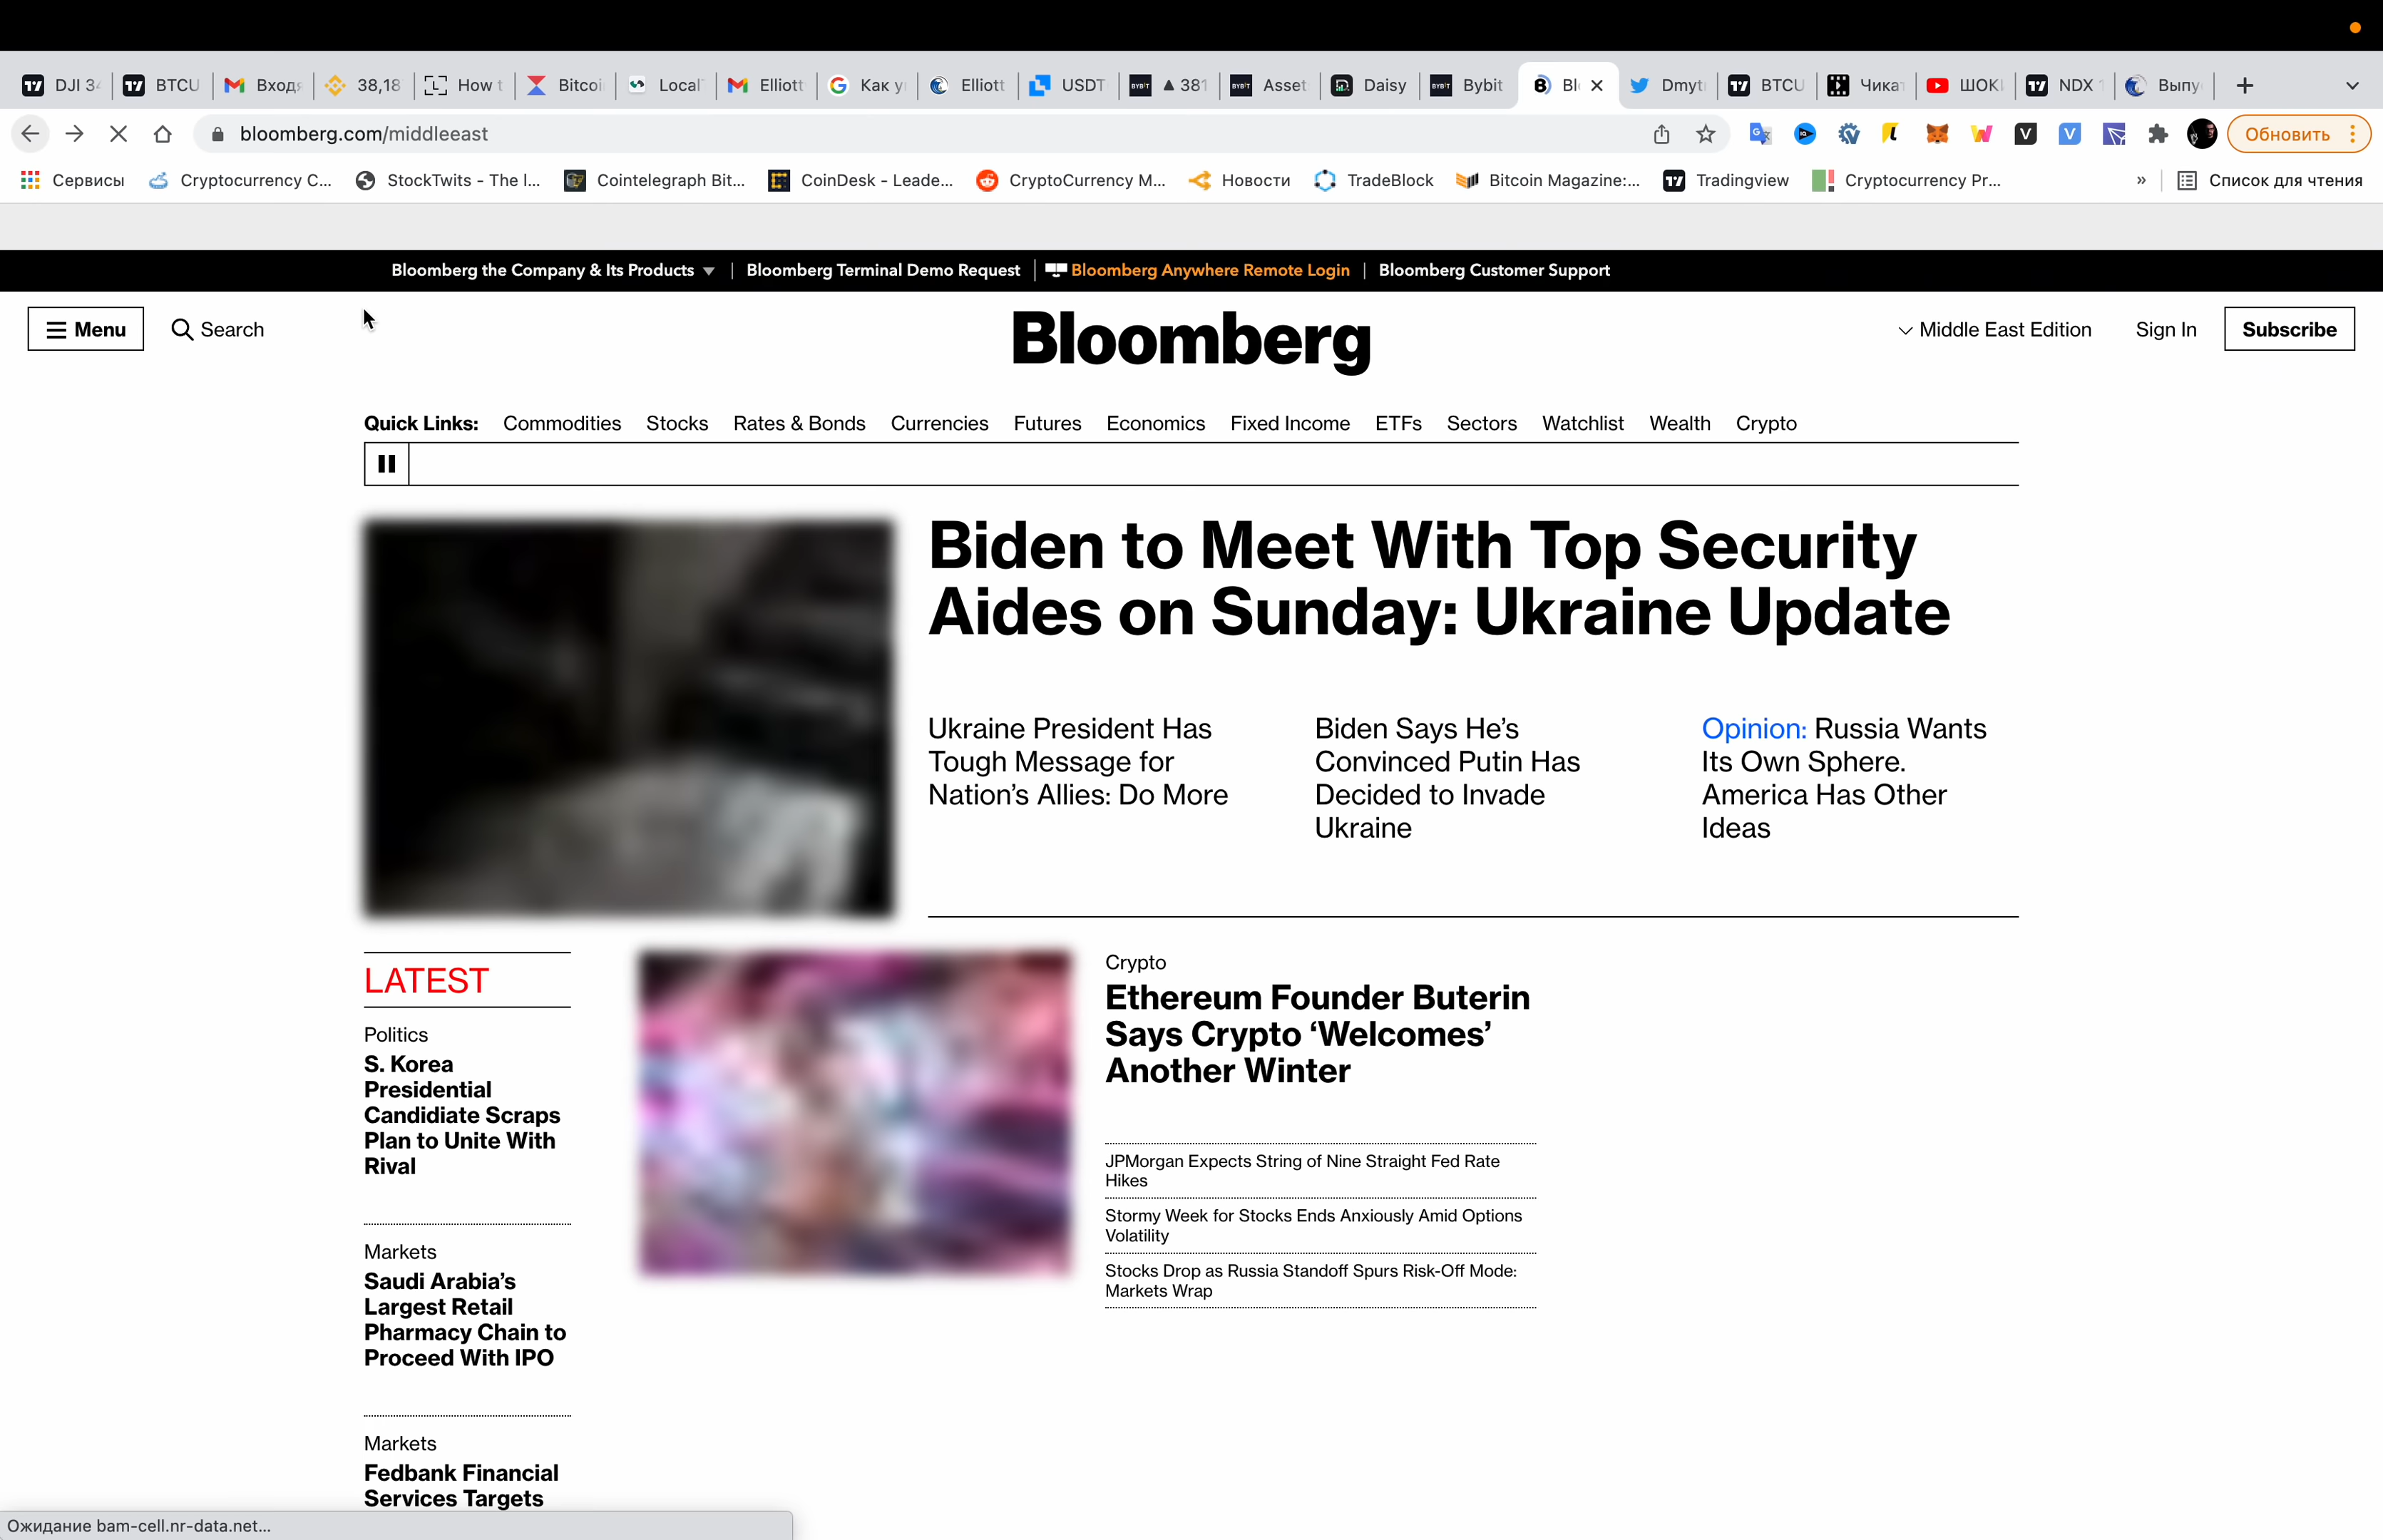 DJI 34 BTCU Входя 38,18 How t Bitcoi Local Elliott Как у Elliott USDT ▲ 381 Asset Daisy Bybit Bl Dmyt BTCU Чика ШОК NDX 1 Выпу
bloomberg.com/middleeast
Обновить
Сервисы Cryptocurrency C... StockTwits - The l... Cointelegraph Bit... CoinDesk - Leade... CryptoCurrency M... Новости TradeBlock Bitcoin Magazine:... Tradingview Cryptocurrency Pr... » Список для чтения
Bloomberg the Company & Its Products ▼ | Bloomberg Terminal Demo Request | Bloomberg Anywhere Remote Login | Bloomberg Customer Support
Menu Search Bloomberg Middle East Edition Sign In Subscribe
Quick Links: Commodities Stocks Rates & Bonds Currencies Futures Economics Fixed Income ETFs Sectors Watchlist Wealth Crypto
Biden to Meet With Top Security
Aides on Sunday: Ukraine Update
Ukraine President Has
Tough Message for
Nation’s Allies: Do More
Biden Says He’s
Convinced Putin Has
Decided to Invade
Ukraine
Opinion: Russia Wants
Its Own Sphere.
America Has Other
Ideas
LATEST
Politics
S. Korea
Presidential
Candidiate Scraps
Plan to Unite With
Rival
Markets
Saudi Arabia’s
Largest Retail
Pharmacy Chain to
Proceed With IPO
Markets
Fedbank Financial
Services Targets
Crypto
Ethereum Founder Buterin
Says Crypto ‘Welcomes’
Another Winter
JPMorgan Expects String of Nine Straight Fed Rate
Hikes
Stormy Week for Stocks Ends Anxiously Amid Options
Volatility
Stocks Drop as Russia Standoff Spurs Risk-Off Mode:
Markets Wrap
Ожидание bam-cell.nr-data.net...